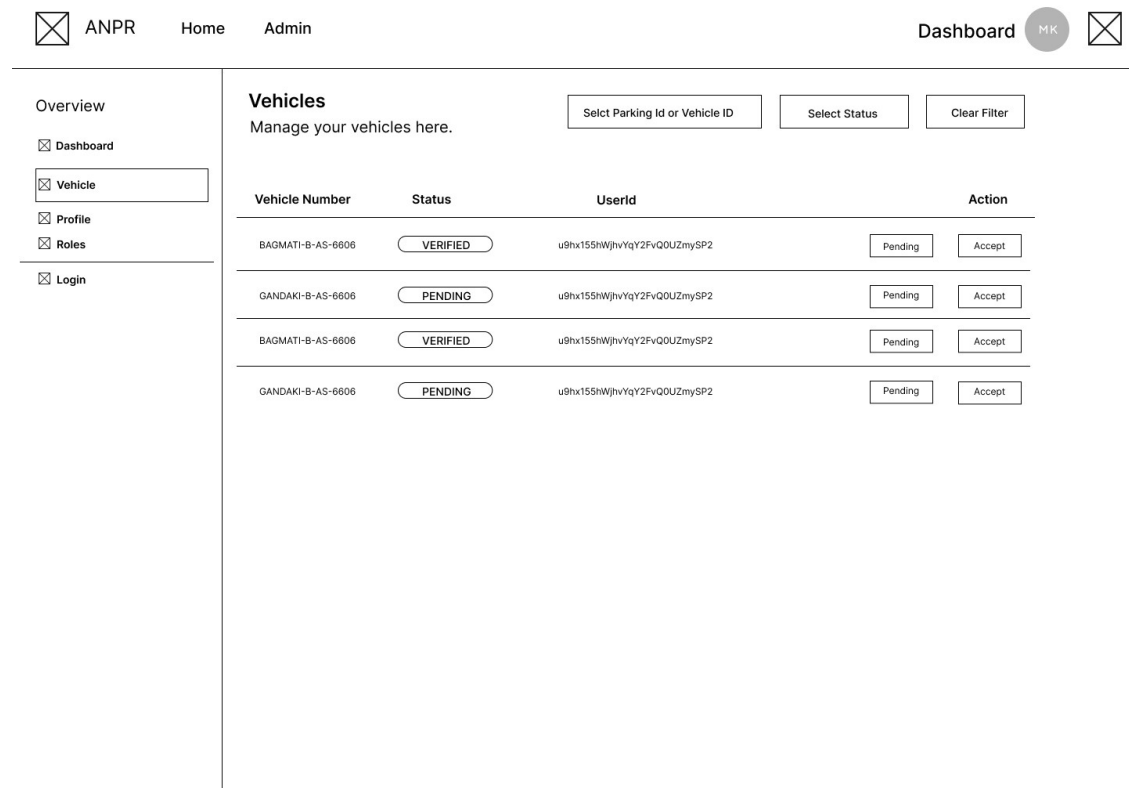 ANPR Home Admin Dashboard MK
Overview
Dashboard
Vehicle
Profile
Roles
Login
Vehicles
Manage your vehicles here.
Selct Parking Id or Vehicle ID Select Status Clear Filter
Vehicle Number Status UserId Action
BAGMATI-B-AS-6606 VERIFIED u9hx155hWjhvYqY2FvQ0UZmySP2 Pending Accept
GANDAKI-B-AS-6606 PENDING u9hx155hWjhvYqY2FvQ0UZmySP2 Pending Accept
BAGMATI-B-AS-6606 VERIFIED u9hx155hWjhvYqY2FvQ0UZmySP2 Pending Accept
GANDAKI-B-AS-6606 PENDING u9hx155hWjhvYqY2FvQ0UZmySP2 Pending Accept